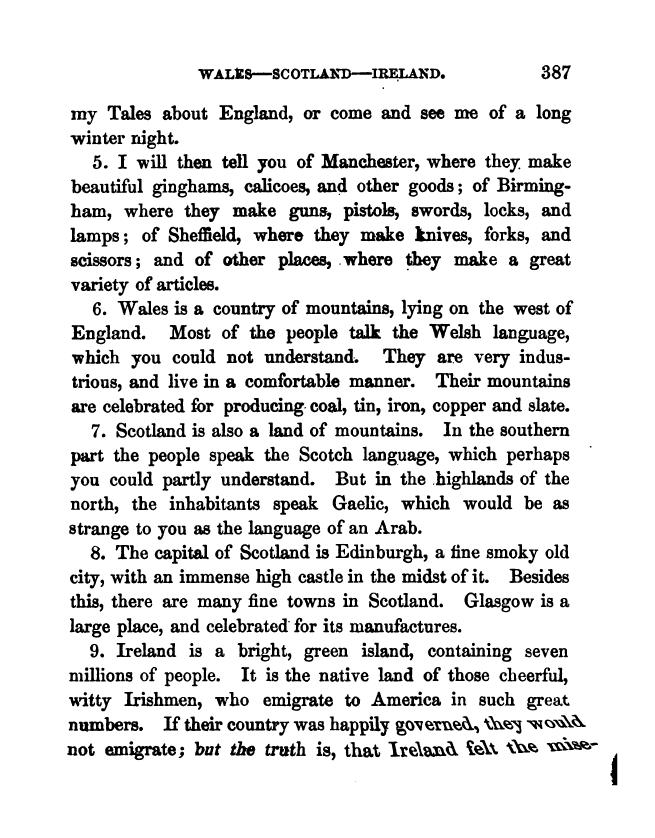 WALES—SCOTLAND—IRELAND. 387
my Tales about England, or come and see me of a long
winter night.
5. I will then tell you of Manchester, where they make
beautiful ginghams, calicoes, and other goods; of Birming-
ham, where they make guns, pistols, swords, locks, and
lamps; of Sheffield, where they make knives, forks, and
scissors; and of other places, where they make a great
variety of articles.
6. Wales is a country of mountains, lying on the west of
England. Most of the people talk the Welsh language,
which you could not understand. They are very indus-
trious, and live in a comfortable manner. Their mountains
are celebrated for producing coal, tin, iron, copper and slate.
7. Scotland is also a land of mountains. In the southern
part the people speak the Scotch language, which perhaps
you could partly understand. But in the highlands of the
north, the inhabitants speak Gaelic, which would be as
strange to you as the language of an Arab.
8. The capital of Scotland is Edinburgh, a fine smoky old
city, with an immense high castle in the midst of it. Besides
this, there are many fine towns in Scotland. Glasgow is a
large place, and celebrated for its manufactures.
9. Ireland is a bright, green island, containing seven
millions of people. It is the native land of those cheerful,
witty Irishmen, who emigrate to America in such great
numbers. If their country was happily governed, they would
not emigrate; but the truth is, that Ireland felt the mise-